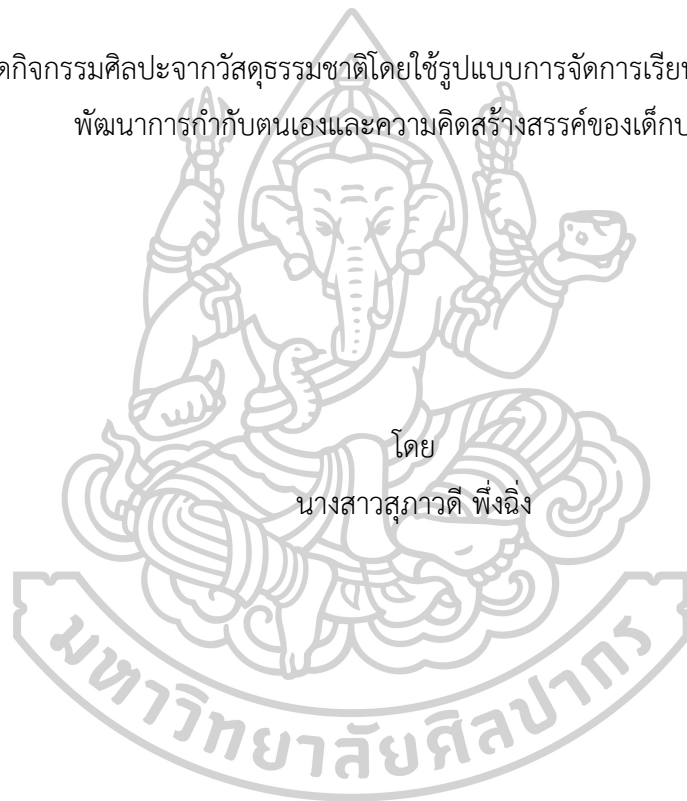 กิจกรรมศิลปะจากวัสดุธรรมชาติโดยใช้รูปแบบการจัดการเรียน
พัฒนาการกำกับตนเองและความคิดสร้างสรรค์ของเด็ก
โดย
นางสาวสุภาวดี พึ่งฉิ่ง
มหาวิทยาลัยศิลปากร